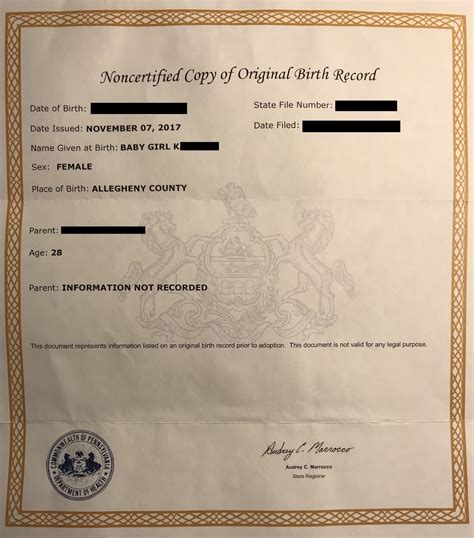 Noncertified Copy of Original Birth Record
Date of Birth:
State File Number:
Date Issued: NOVEMBER 07, 2017
Date Filed:
Name Given at Birth: BABY GIRL K
Sex: FEMALE
Place of Birth: ALLEGHENY COUNTY
Parent:
Age: 28
Parent: INFORMATION NOT RECORDED
This document represents information listed on an original birth record prior to adoption. This document is not valid for any legal purpose.
COMMONWEALTH OF PENNSYLVANIA
DEPARTMENT OF HEALTH
Audrey C. Marrocco
Audrey C. Marrocco
State Registrar